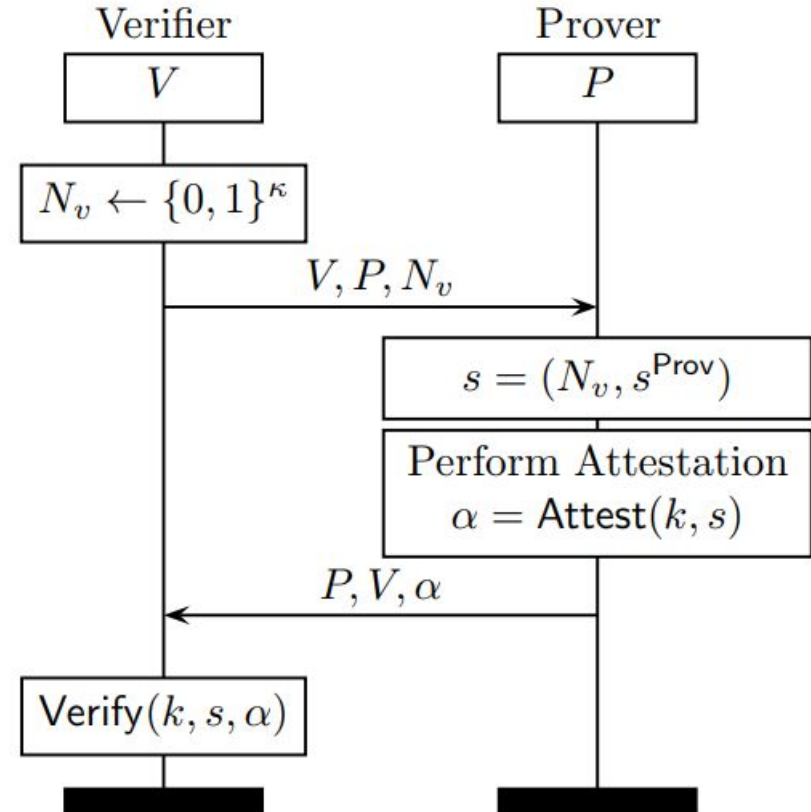 Verifier
Prover
V
P
N_v ← {0, 1}^κ
V, P, N_v
s = (N_v, s^Prov)
Perform Attestation
α = Attest(k, s)
P, V, α
Verify(k, s, α)